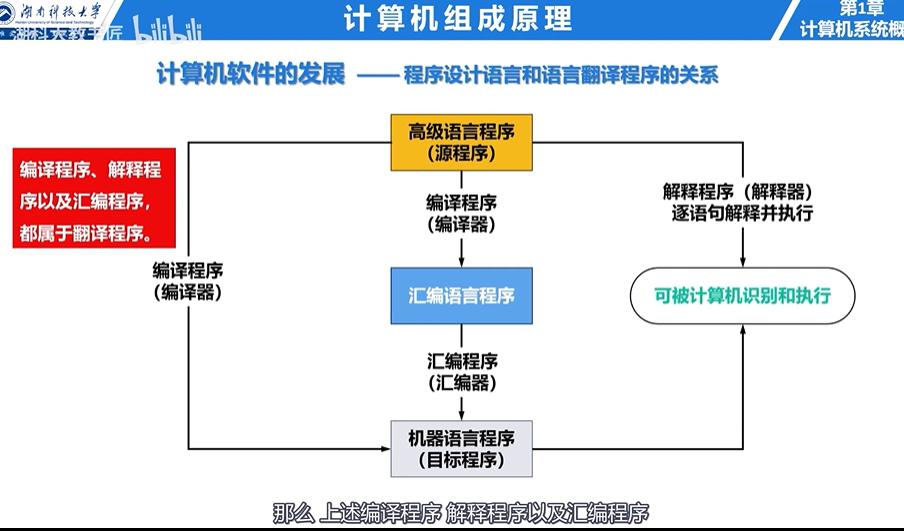 湖南科技大学
Hunan University of Science and Technology
湖科大教书匠
bilibili
计算机组成原理
第1章
计算机系统概
计算机软件的发展 —— 程序设计语言和语言翻译程序的关系
编译程序、解释程
序以及汇编程序，
都属于翻译程序。
高级语言程序
（源程序）
编译程序
（编译器）
解释程序（解释器）
逐语句解释并执行
编译程序
（编译器）
汇编语言程序
可被计算机识别和执行
汇编程序
（汇编器）
机器语言程序
（目标程序）
那么 上述编译程序 解释程序以及汇编程序